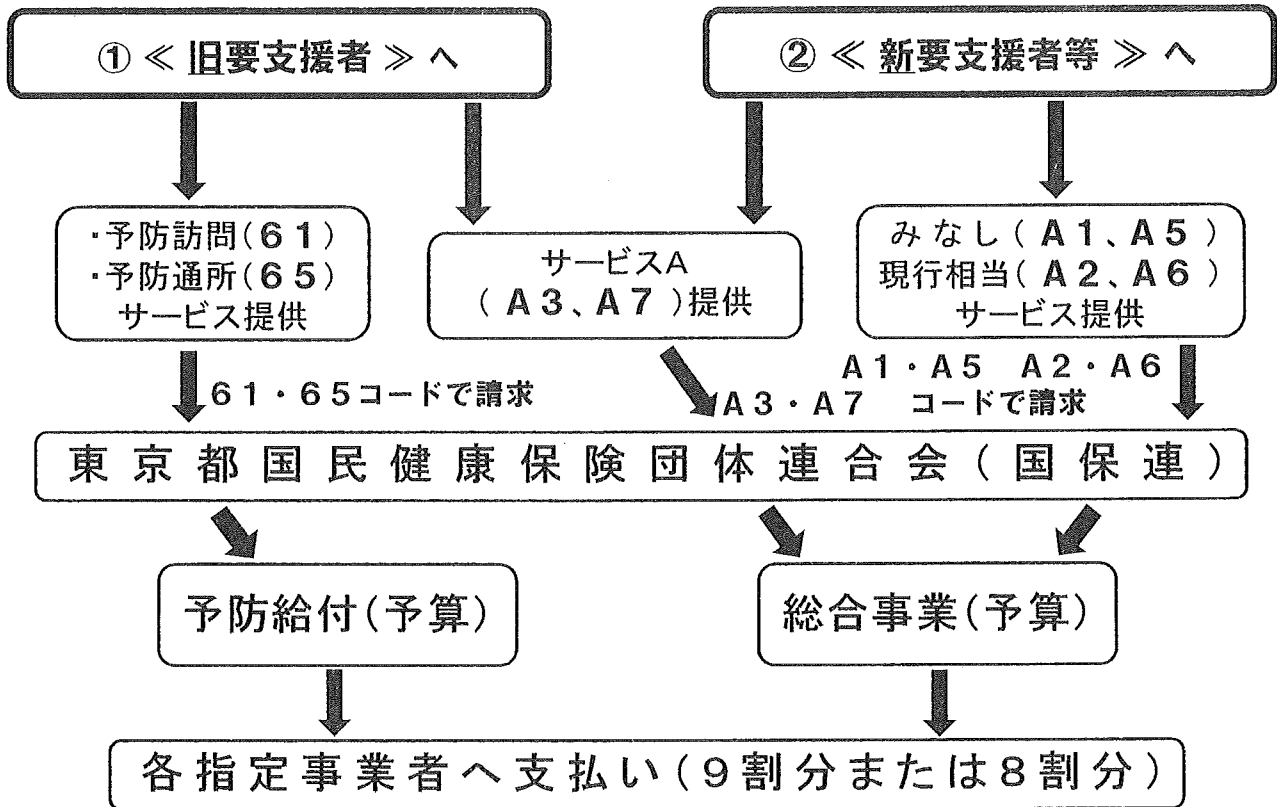 ① ≪ 旧要支援者 ≫ へ
② ≪ 新要支援者等 ≫ へ
・予防訪問(61)
・予防通所(65)
サービス提供
サービスA
(A3、A7)提供
みなし(A1、A5)
現行相当(A2、A6)
サービス提供
61・65コードで請求
A1・A5 A2・A6
A3・A7 コードで請求
東京都国民健康保険団体連合会(国保連)
予防給付(予算)
総合事業(予算)
各指定事業者へ支払い(9割分または8割分)